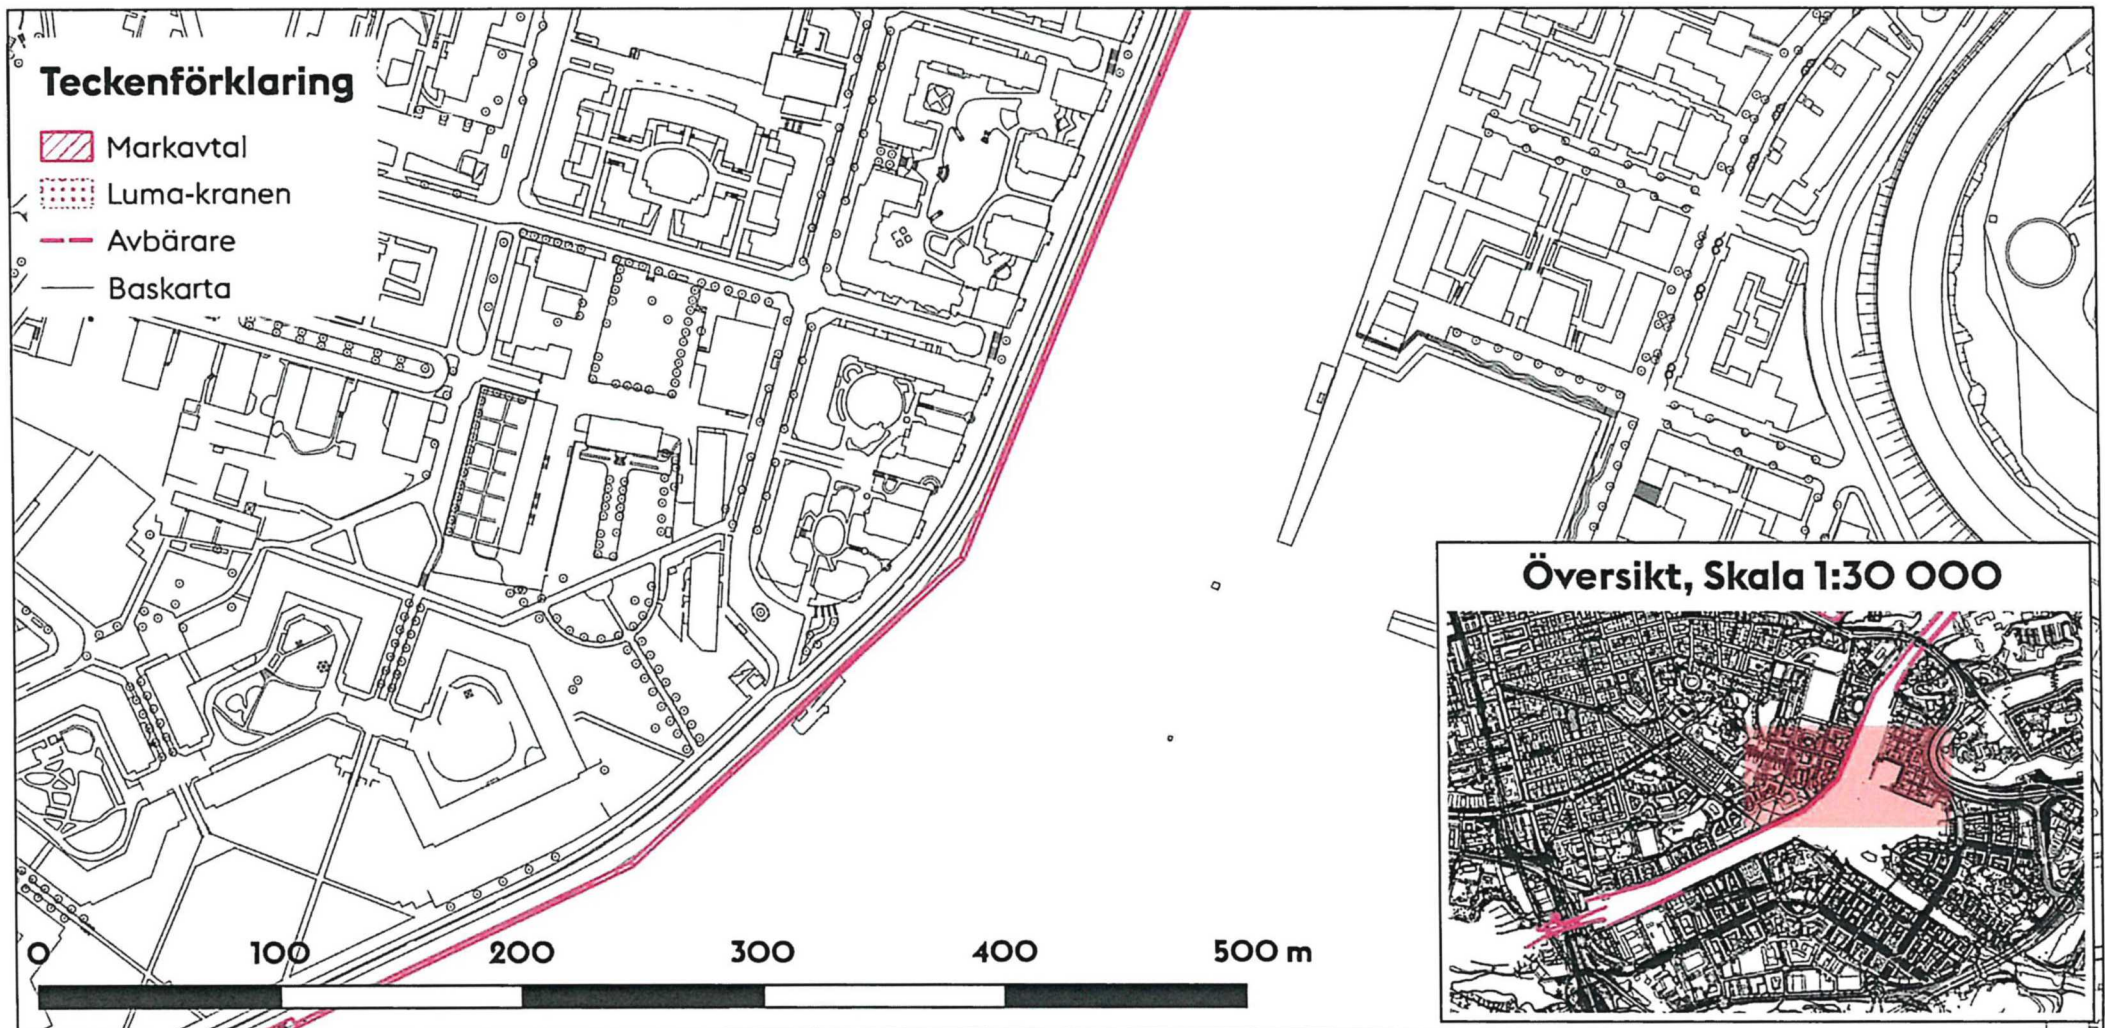 Teckenförklaring
Markavtal
Luma-kranen
Avbärare
Baskarta
Översikt, Skala 1:30 000
0 100 200 300 400 500 m